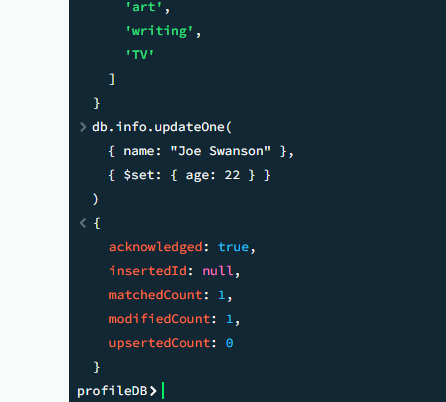 'art',
'writing',
'TV'
]
}
> db.info.updateOne(
{ name: "Joe Swanson" },
{ $set: { age: 22 } }
)
< {
acknowledged: true,
insertedId: null,
matchedCount: 1,
modifiedCount: 1,
upsertedCount: 0
}
profileDB>